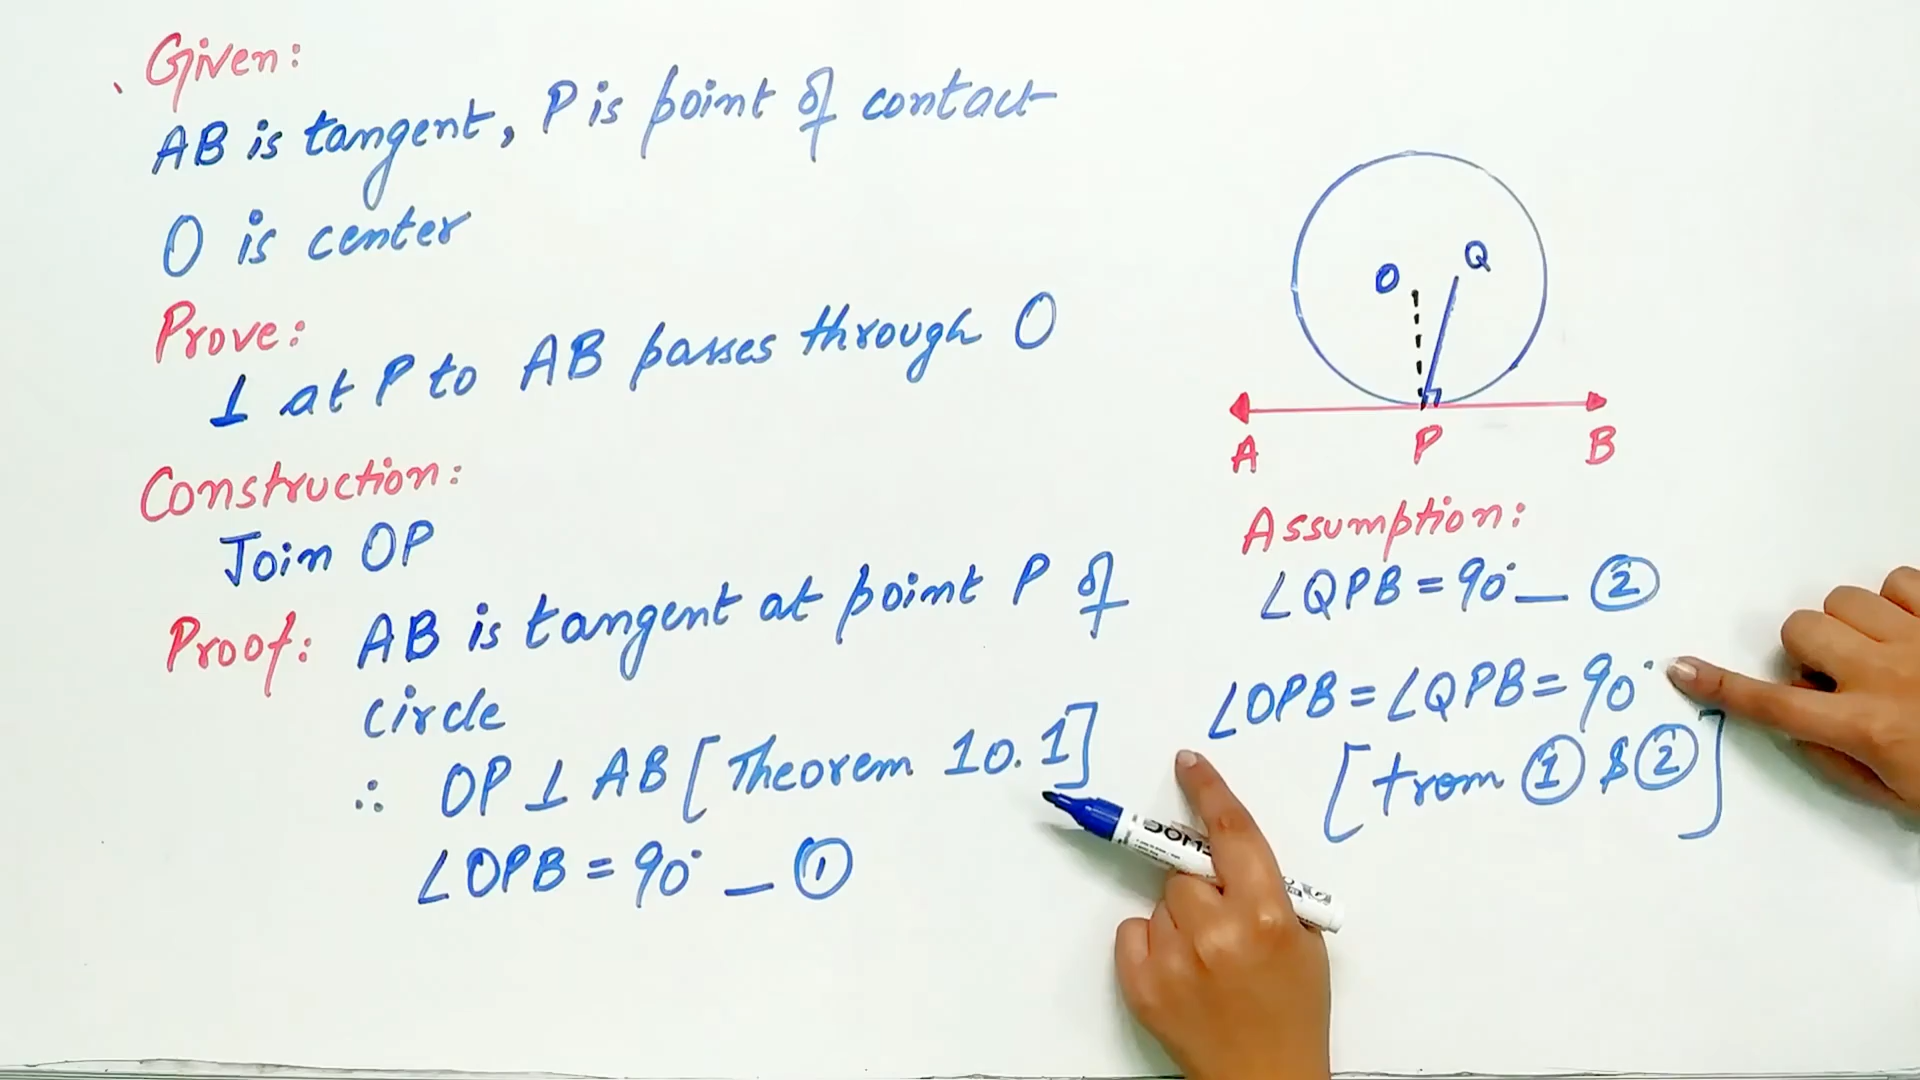 Given:
AB is tangent, P is point of contact
O is center
Prove:
⊥ at P to AB passes through O
Construction:
Join OP
Proof: AB is tangent at point P of
circle
∴ OP ⊥ AB [Theorem 10.1]
∠OPB = 90° — ①
O
Q
A
P
B
Assumption:
∠QPB = 90° — ②
∠OPB = ∠QPB = 90°
[from ① & ②]